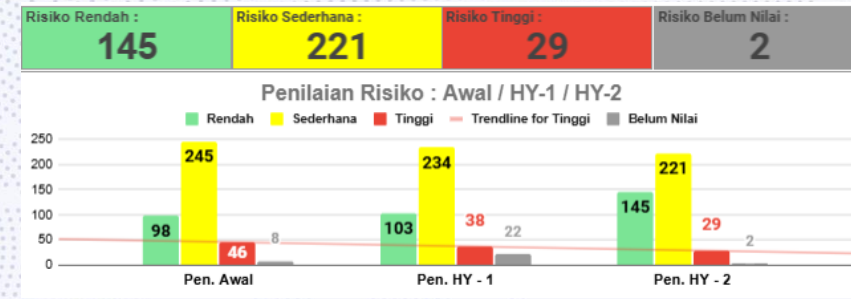 Risiko Rendah : Risiko Sederhana : Risiko Tinggi : Risiko Belum Nilai :
145 221 29 2
Penilaian Risiko : Awal / HY-1 / HY-2
Rendah Sederhana Tinggi Trendline for Tinggi Belum Nilai
250
200
150
100
50
0
245 234 221
98 46 8 103 38 22 145 29 2
Pen. Awal Pen. HY - 1 Pen. HY - 2